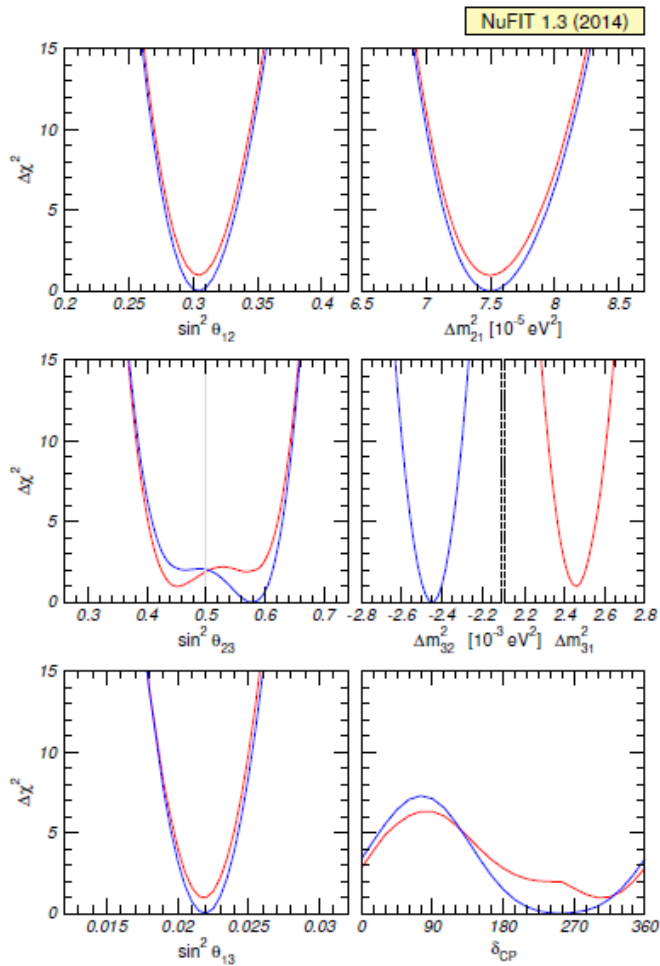 NuFIT 1.3 (2014)
15
10
5
0
Δχ²
0.2 0.25 0.3 0.35 0.4
sin² θ₁₂
6.5 7 7.5 8 8.5
Δm²₂₁ [10⁻⁵ eV²]
15
10
5
0
Δχ²
0.3 0.4 0.5 0.6 0.7
sin² θ₂₃
-2.8 -2.6 -2.4 -2.2 2.2 2.4 2.6 2.8
Δm²₃₂ [10⁻³ eV²] Δm²₃₁
15
10
5
0
Δχ²
0.015 0.02 0.025 0.03
sin² θ₁₃
0 90 180 270 360
δCP